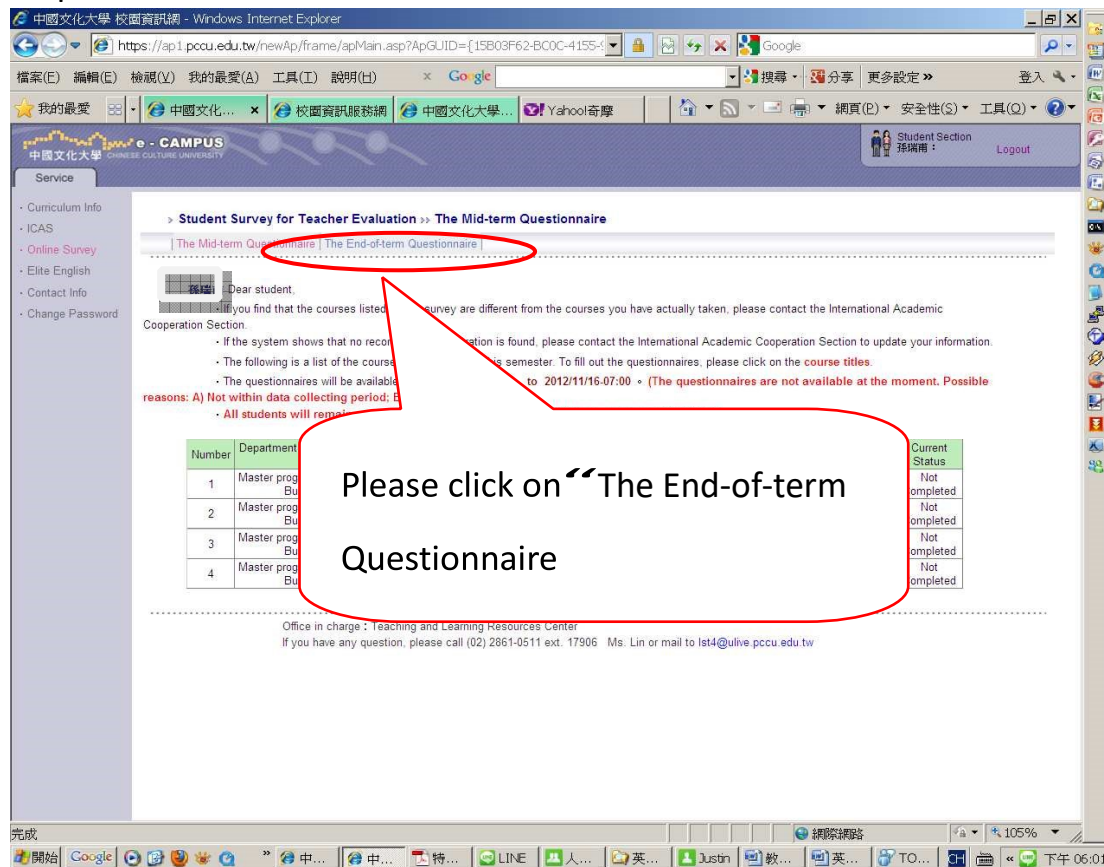 中國文化大學 校園資訊網 - Windows Internet Explorer
https://ap1.pccu.edu.tw/newAp/frame/apMain.asp?ApGUID={15B03F62-BC0C-4155-
Google
檔案(F) 編輯(E) 檢視(V) 我的最愛(A) 工具(T) 說明(H) x Google 搜尋 分享 更多設定 » 登入
我的最愛 中國文化... 校園資訊服務網 中國文化大學... Yahoo!奇摩 網頁(P) 安全性(S) 工具(O)
e - CAMPUS
中國文化大學 CHINESE CULTURE UNIVERSITY
Student Section
孫瑞甫：
Logout
Service
· Curriculum Info
· ICAS
· Online Survey
· Elite English
· Contact Info
· Change Password
Student Survey for Teacher Evaluation ›› The Mid-term Questionnaire
| The Mid-term Questionnaire | The End-of-term Questionnaire |
Dear student,
you find that the courses listed survey are different from the courses you have actually taken, please contact the International Academic
Cooperation Section.
· If the system shows that no recor ation is found, please contact the International Academic Cooperation Section to update your information.
· The following is a list of the course is semester. To fill out the questionnaires, please click on the course titles.
· The questionnaires will be available to 2012/11/16-07:00 。 (The questionnaires are not available at the moment. Possible
reasons: A) Not within data collecting period;
· All students will remain
Number Department Current Status
1 Master prog Bu Not ompleted
2 Master prog Bu Not ompleted
3 Master prog Bu Not ompleted
4 Master prog Bu Not ompleted
Please click on “The End-of-term
Questionnaire
Office in charge：Teaching and Learning Resources Center
If you have any question, please call (02) 2861-0511 ext. 17906 Ms. Lin or mail to lst4@ulive.pccu.edu.tw
完成 網際網路 105%
開始 Google » 中... 中... 特... LINE 人... 英... Justin 教... 英... TO... CH « 下午 06:01